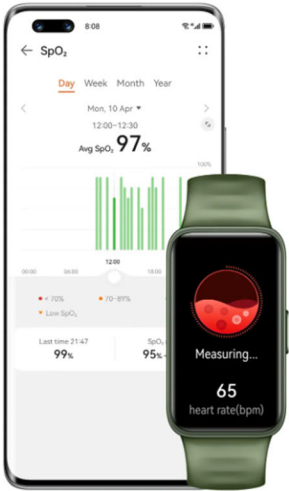 8:08
← SpO₂
Day Week Month Year
Mon, 10 Apr
12:00–12:30
Avg SpO₂ 97%
100%
00:00 06:00 12:00 18:00
< 70% 70-89%
Low SpO₂
Last time 21:47
99%
SpO₂
95%
Measuring...
65
heart rate(bpm)